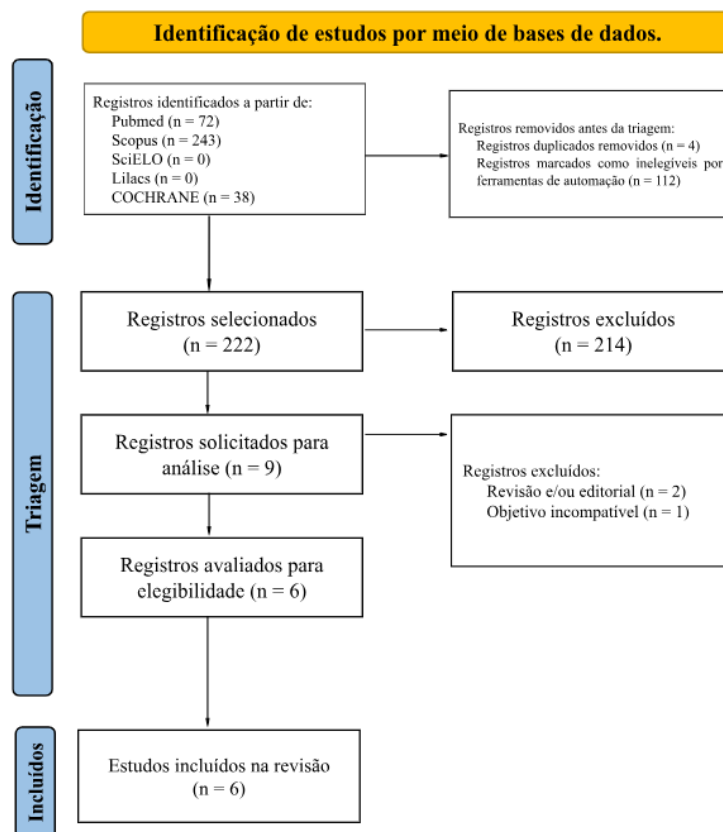 Identificação de estudos por meio de bases de dados.
Identificação
Registros identificados a partir de:
Pubmed (n = 72)
Scopus (n = 243)
SciELO (n = 0)
Lilacs (n = 0)
COCHRANE (n = 38)
Registros removidos antes da triagem:
Registros duplicados removidos (n = 4)
Registros marcados como inelegíveis por
ferramentas de automação (n = 112)
Triagem
Registros selecionados
(n = 222)
Registros excluídos
(n = 214)
Registros solicitados para
análise (n = 9)
Registros excluídos:
Revisão e/ou editorial (n = 2)
Objetivo incompatível (n = 1)
Registros avaliados para
elegibilidade (n = 6)
Incluídos
Estudos incluídos na revisão
(n = 6)